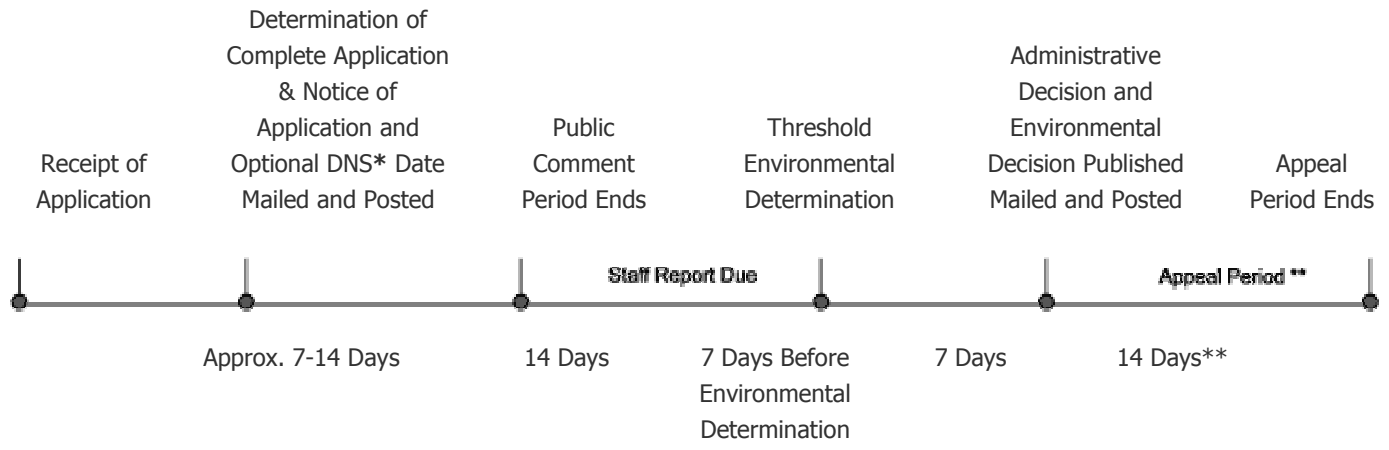 Determination of
Complete Application
& Notice of
Application and
Optional DNS* Date
Mailed and Posted
Receipt of
Application
Public
Comment
Period Ends
Threshold
Environmental
Determination
Administrative
Decision and
Environmental
Decision Published
Mailed and Posted
Appeal
Period Ends
Staff Report Due
Appeal Period **
Approx. 7-14 Days
14 Days
7 Days Before
Environmental
Determination
7 Days
14 Days**